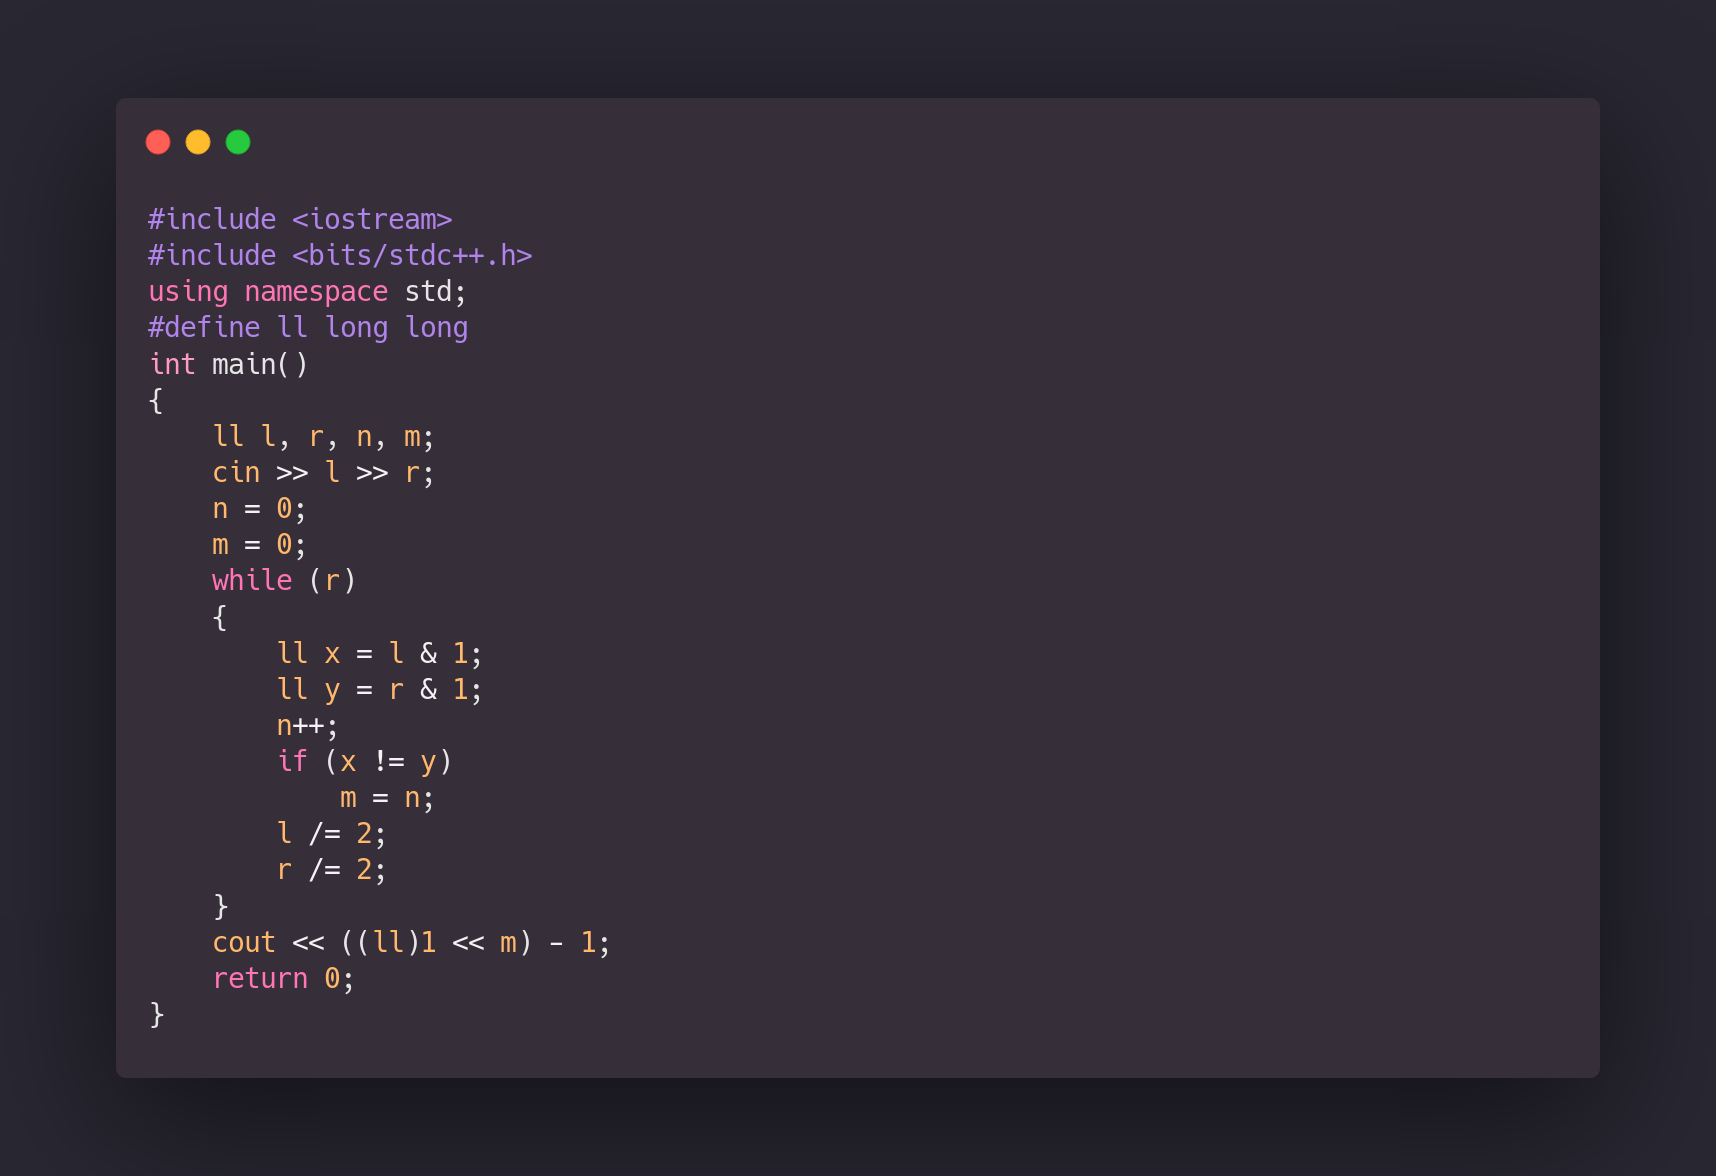 #include <iostream>
#include <bits/stdc++.h>
using namespace std;
#define ll long long
int main()
{
    ll l, r, n, m;
    cin >> l >> r;
    n = 0;
    m = 0;
    while (r)
    {
        ll x = l & 1;
        ll y = r & 1;
        n++;
        if (x != y)
            m = n;
        l /= 2;
        r /= 2;
    }
    cout << ((ll)1 << m) - 1;
    return 0;
}